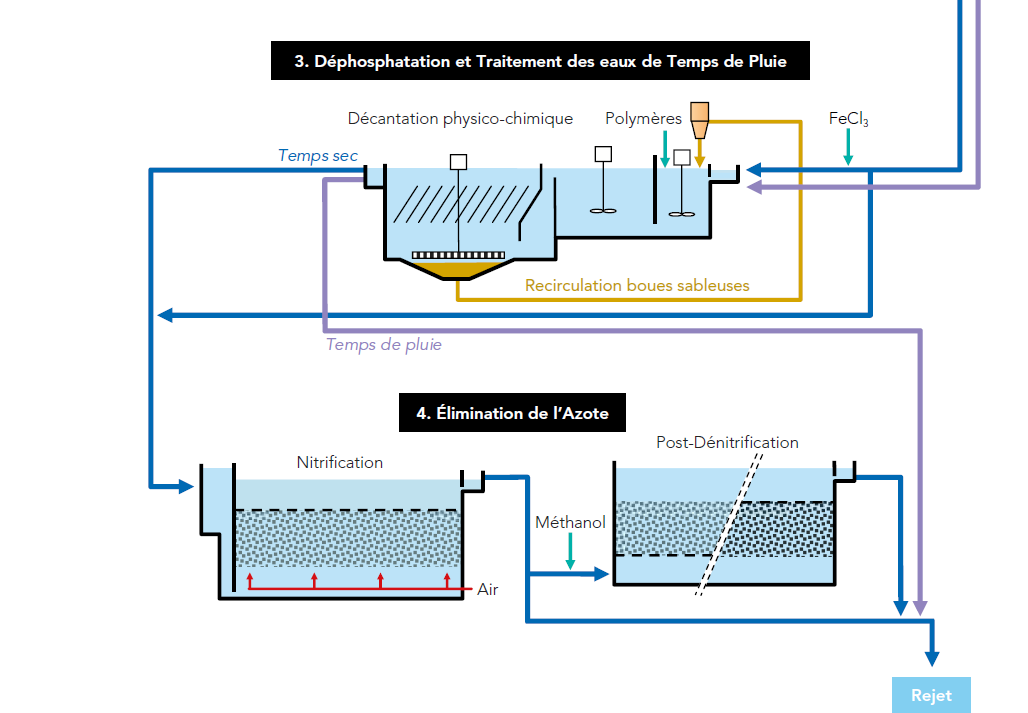 3. Déphosphatation et Traitement des eaux de Temps de Pluie
Décantation physico-chimique
Polymères
FeCl₃
Temps sec
Recirculation boues sableuses
Temps de pluie
4. Élimination de l'Azote
Post-Dénitrification
Nitrification
Méthanol
Air
Rejet